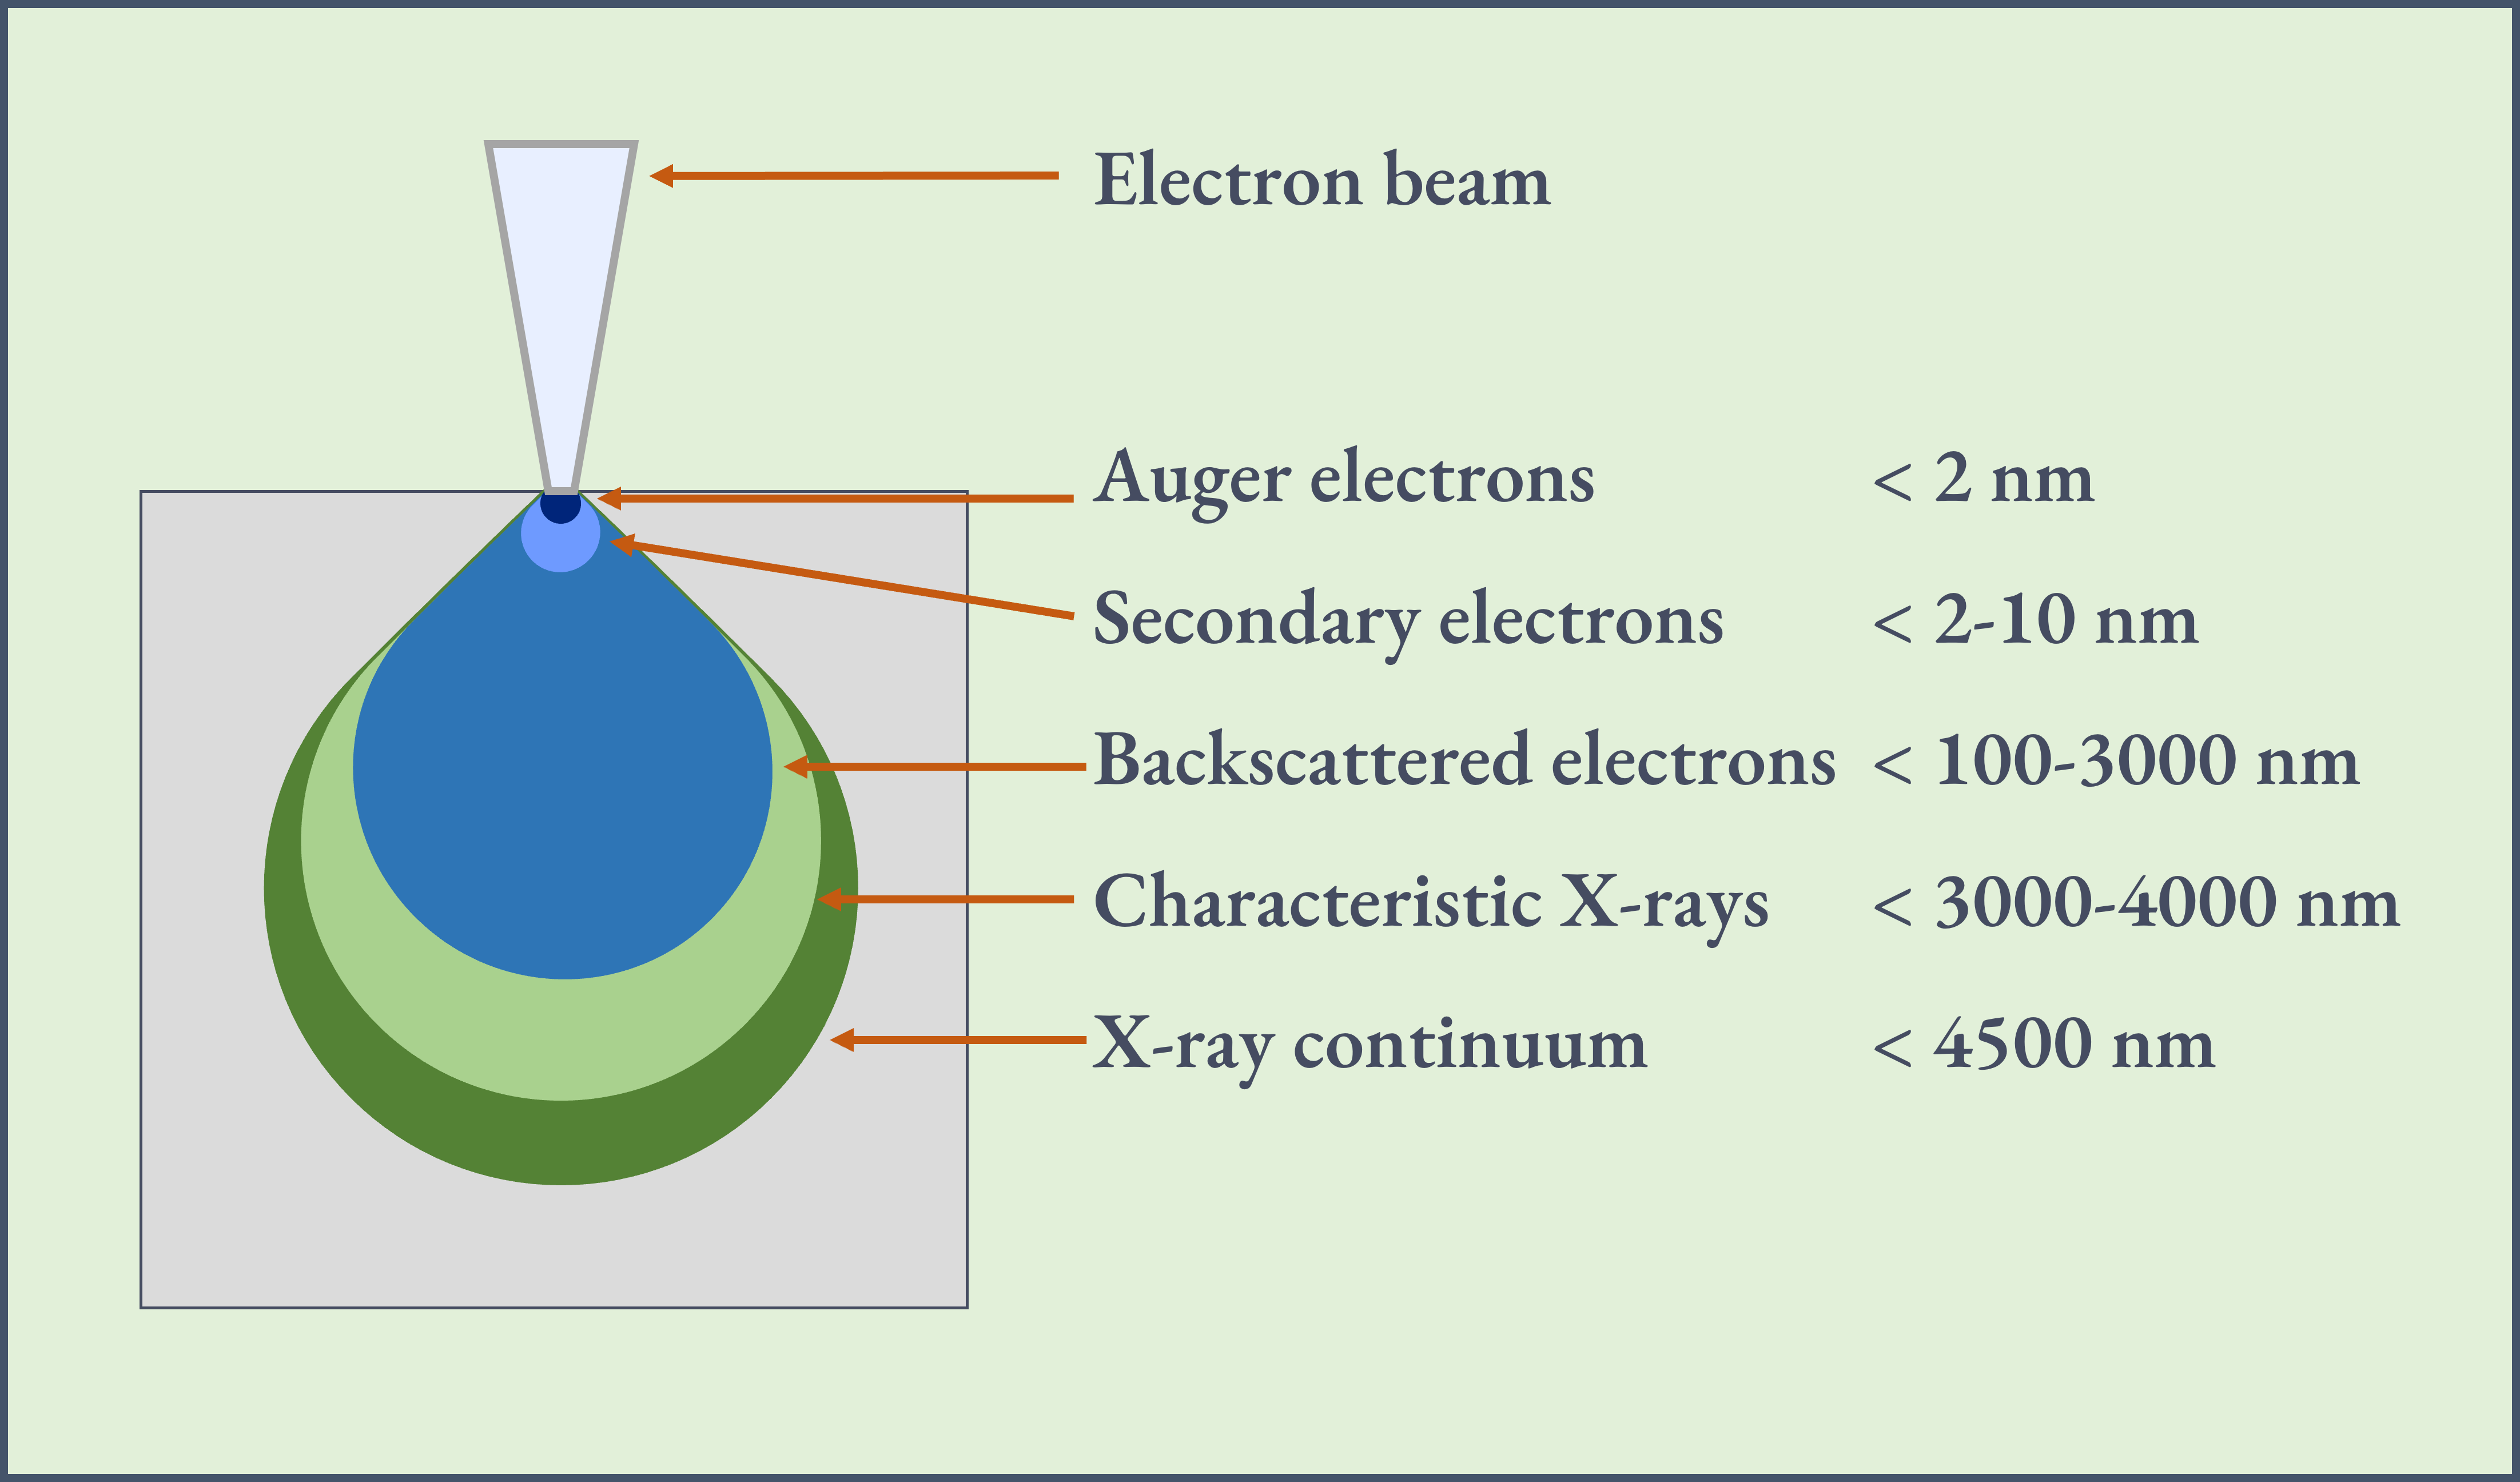 Electron beam
Auger electrons < 2 nm
Secondary electrons < 2-10 nm
Backscattered electrons < 100-3000 nm
Characteristic X-rays < 3000-4000 nm
X-ray continuum < 4500 nm